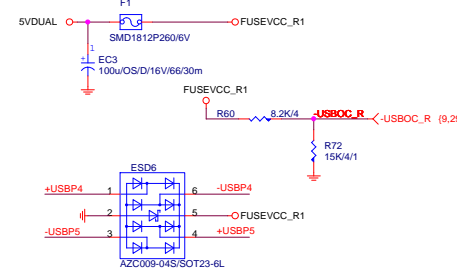 F1
5VDUAL
FUSEVCC_R1
SMD1812P260/6V
1
+
EC3
100u/OS/D/16V/66/30m
FUSEVCC_R1
R60
8.2K/4
-USBOC_R
-USBOC_R {9,2
R72
15K/4/1
ESD6
+USBP4
1
6
-USBP4
2
5
FUSEVCC_R1
-USBP5
3
4
+USBP5
AZC009-04S/SOT23-6L